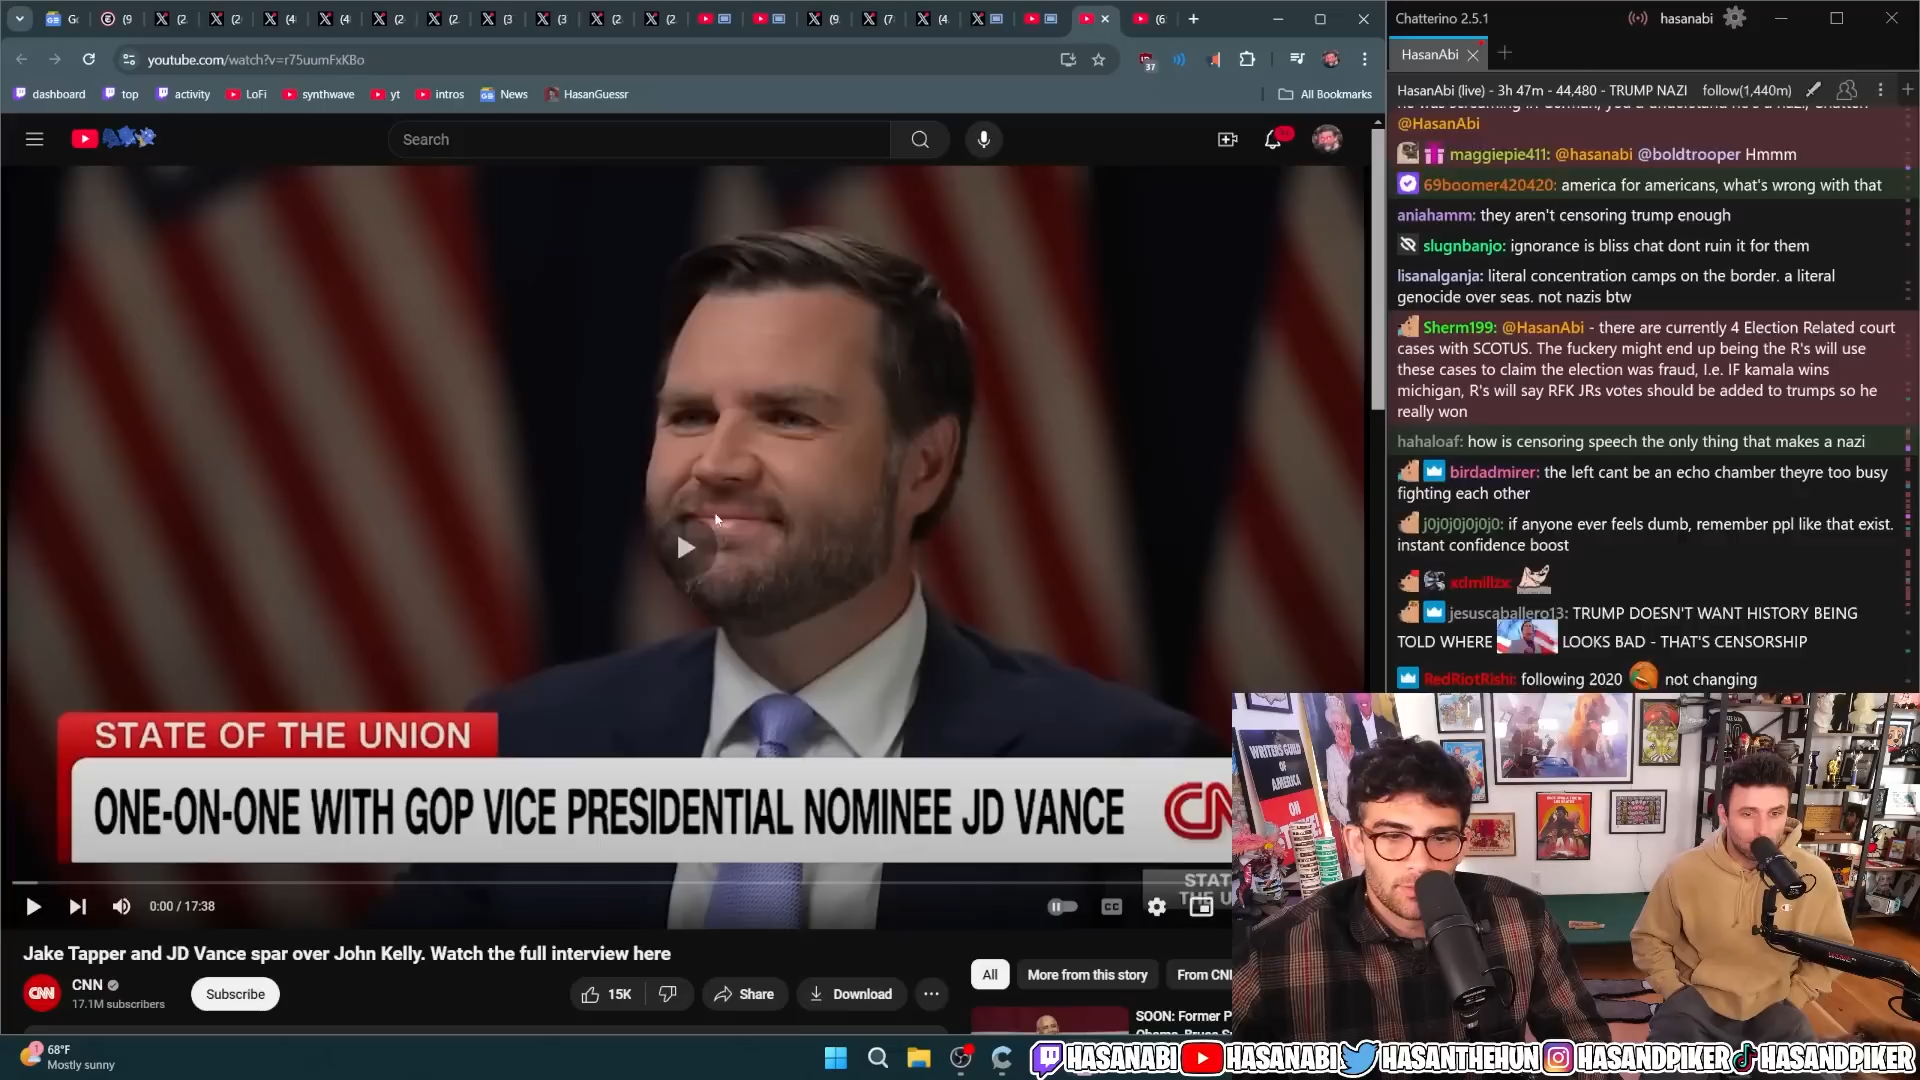 youtube.com/watch?v=r75uumFxKBo
dashboard
top
activity
LoFi
synthwave
yt
intros
News
HasanGuessr
All Bookmarks
Search
STATE OF THE UNION
ONE-ON-ONE WITH GOP VICE PRESIDENTIAL NOMINEE JD VANCE
0:00 / 17:38
Jake Tapper and JD Vance spar over John Kelly. Watch the full interview here
CNN
17.1M subscribers
Subscribe
15K
Share
Download
All
More from this story
SOON: Former P
68°F
Mostly sunny
Chatterino 2.5.1
hasanabi
HasanAbi
HasanAbi (live) - 3h 47m - 44,480 - TRUMP NAZI follow(1,440m)
@HasanAbi
maggiepie411: @hasanabi @boldtrooper Hmmm
69boomer420420: america for americans, what's wrong with that
aniahamm: they aren't censoring trump enough
slugnbanjo: ignorance is bliss chat dont ruin it for them
lisanalganja: literal concentration camps on the border. a literal
genocide over seas. not nazis btw
Sherm199: @HasanAbi - there are currently 4 Election Related court
cases with SCOTUS. The fuckery might end up being the R's will use
these cases to claim the election was fraud, I.e. IF kamala wins
michigan, R's will say RFK JRs votes should be added to trumps so he
really won
hahaloaf: how is censoring speech the only thing that makes a nazi
birdadmirer: the left cant be an echo chamber theyre too busy
fighting each other
j0j0j0j0j0j0: if anyone ever feels dumb, remember ppl like that exist.
instant confidence boost
xdmillzx:
jesuscaballero13: TRUMP DOESN'T WANT HISTORY BEING
TOLD WHERE LOOKS BAD - THAT'S CENSORSHIP
RedRiotRishi: following 2020 not changing
WRITERS GUILD
OF
AMERICA
ON
HASANABI HASANABI HASANTHEHUN HASANDPIKER HASANDPIKER